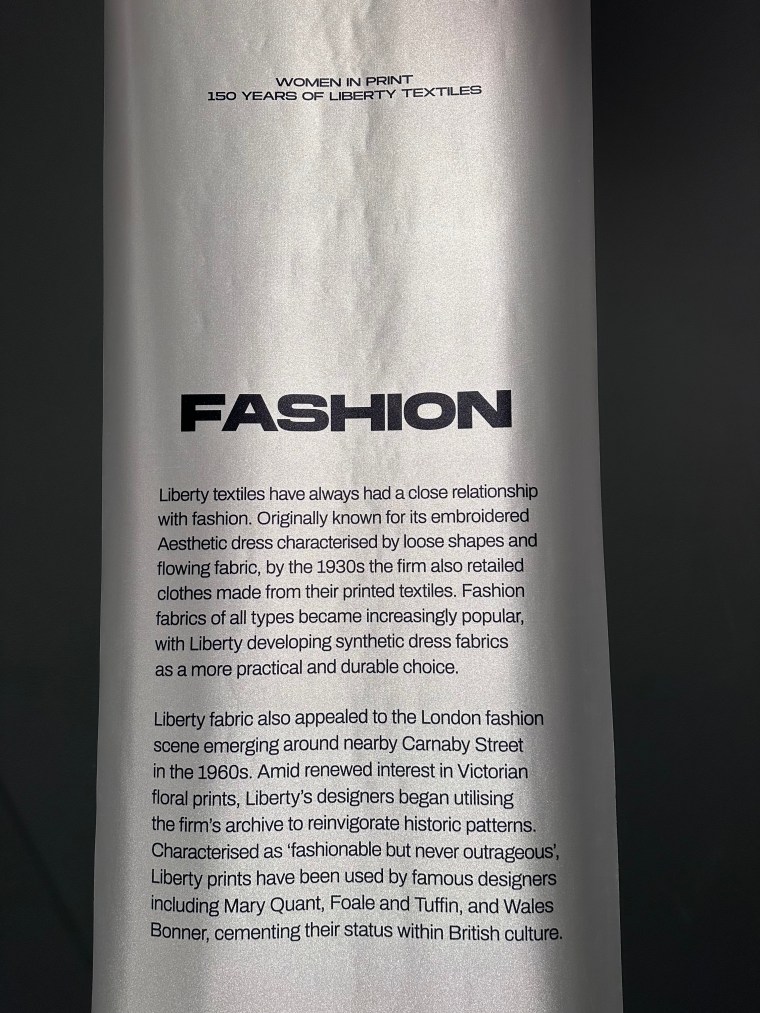 WOMEN IN PRINT
150 YEARS OF LIBERTY TEXTILES
FASHION
Liberty textiles have always had a close relationship
with fashion. Originally known for its embroidered
Aesthetic dress characterised by loose shapes and
flowing fabric, by the 1930s the firm also retailed
clothes made from their printed textiles. Fashion
fabrics of all types became increasingly popular,
with Liberty developing synthetic dress fabrics
as a more practical and durable choice.
Liberty fabric also appealed to the London fashion
scene emerging around nearby Carnaby Street
in the 1960s. Amid renewed interest in Victorian
floral prints, Liberty's designers began utilising
the firm's archive to reinvigorate historic patterns.
Characterised as 'fashionable but never outrageous',
Liberty prints have been used by famous designers
including Mary Quant, Foale and Tuffin, and Wales
Bonner, cementing their status within British culture.